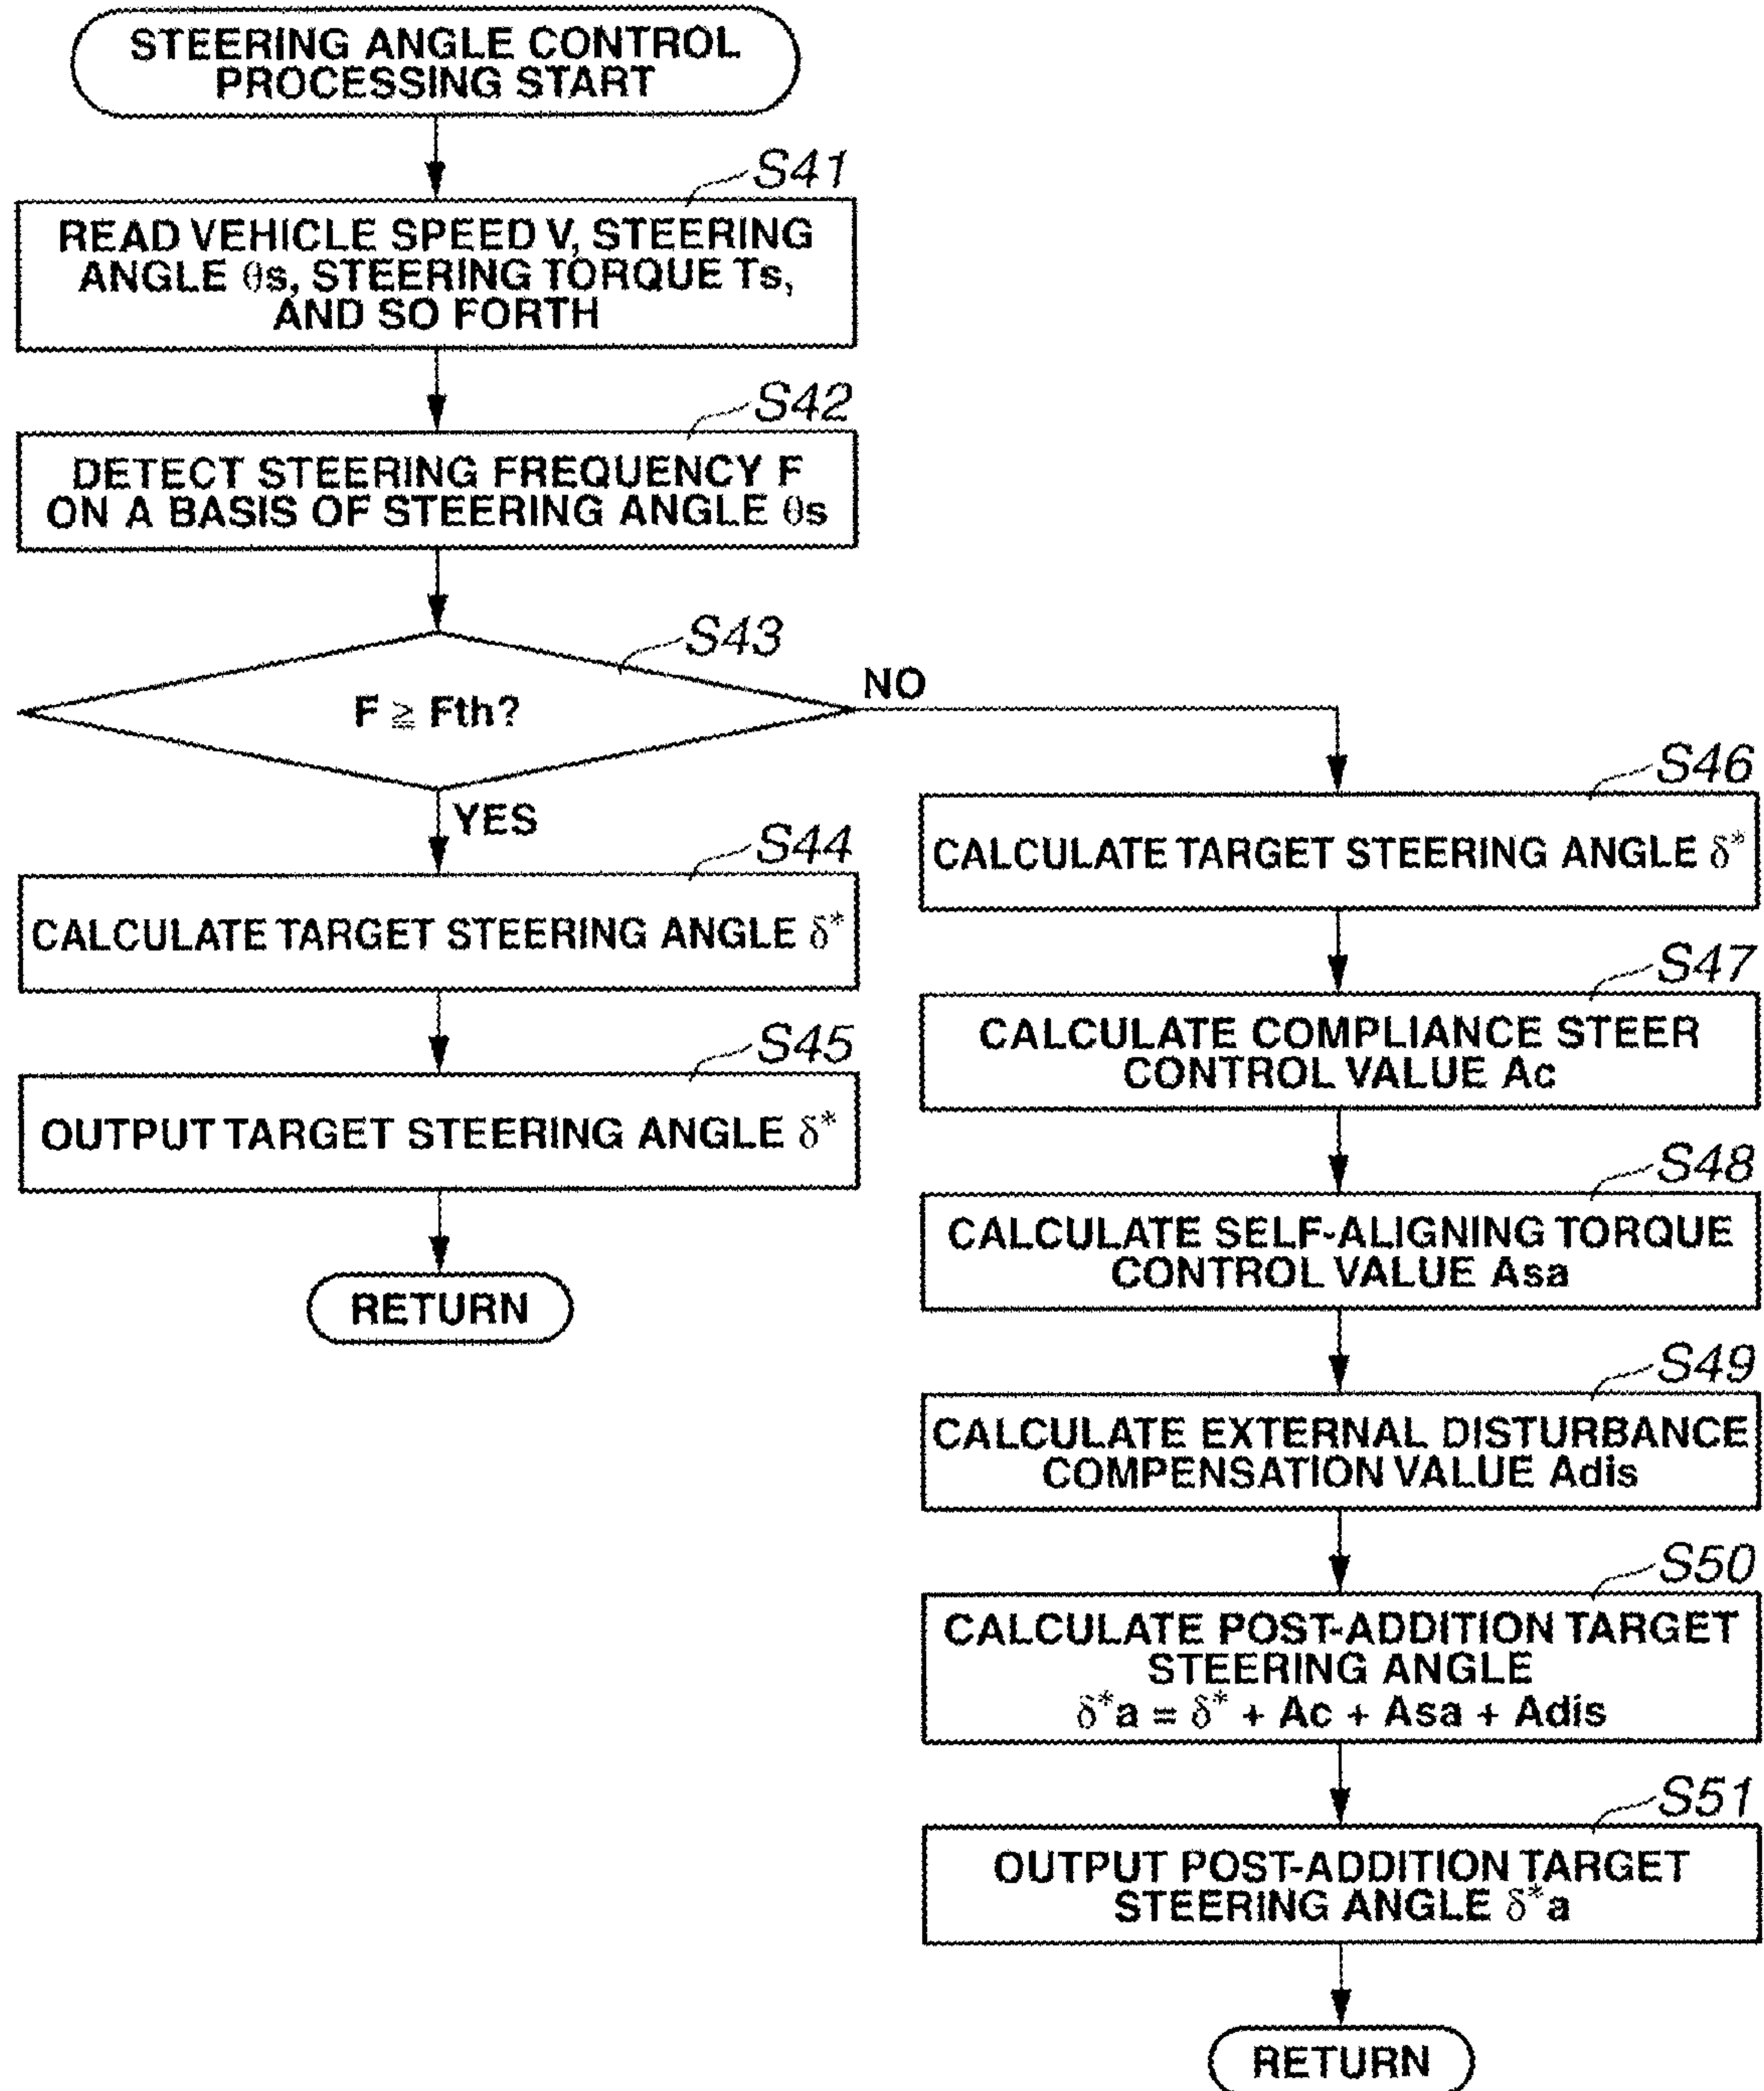 STEERING ANGLE CONTROL
PROCESSING START
S41
READ VEHICLE SPEED V, STEERING
ANGLE θs, STEERING TORQUE Ts,
AND SO FORTH
S42
DETECT STEERING FREQUENCY F
ON A BASIS OF STEERING ANGLE θs
S43
F ≧ Fth?
NO
YES
S44
CALCULATE TARGET STEERING ANGLE δ*
S45
OUTPUT TARGET STEERING ANGLE δ*
RETURN
S46
CALCULATE TARGET STEERING ANGLE δ*
S47
CALCULATE COMPLIANCE STEER
CONTROL VALUE Ac
S48
CALCULATE SELF-ALIGNING TORQUE
CONTROL VALUE Asa
S49
CALCULATE EXTERNAL DISTURBANCE
COMPENSATION VALUE Adis
S50
CALCULATE POST-ADDITION TARGET
STEERING ANGLE
δ*a = δ* + Ac + Asa + Adis
S51
OUTPUT POST-ADDITION TARGET
STEERING ANGLE δ*a
RETURN